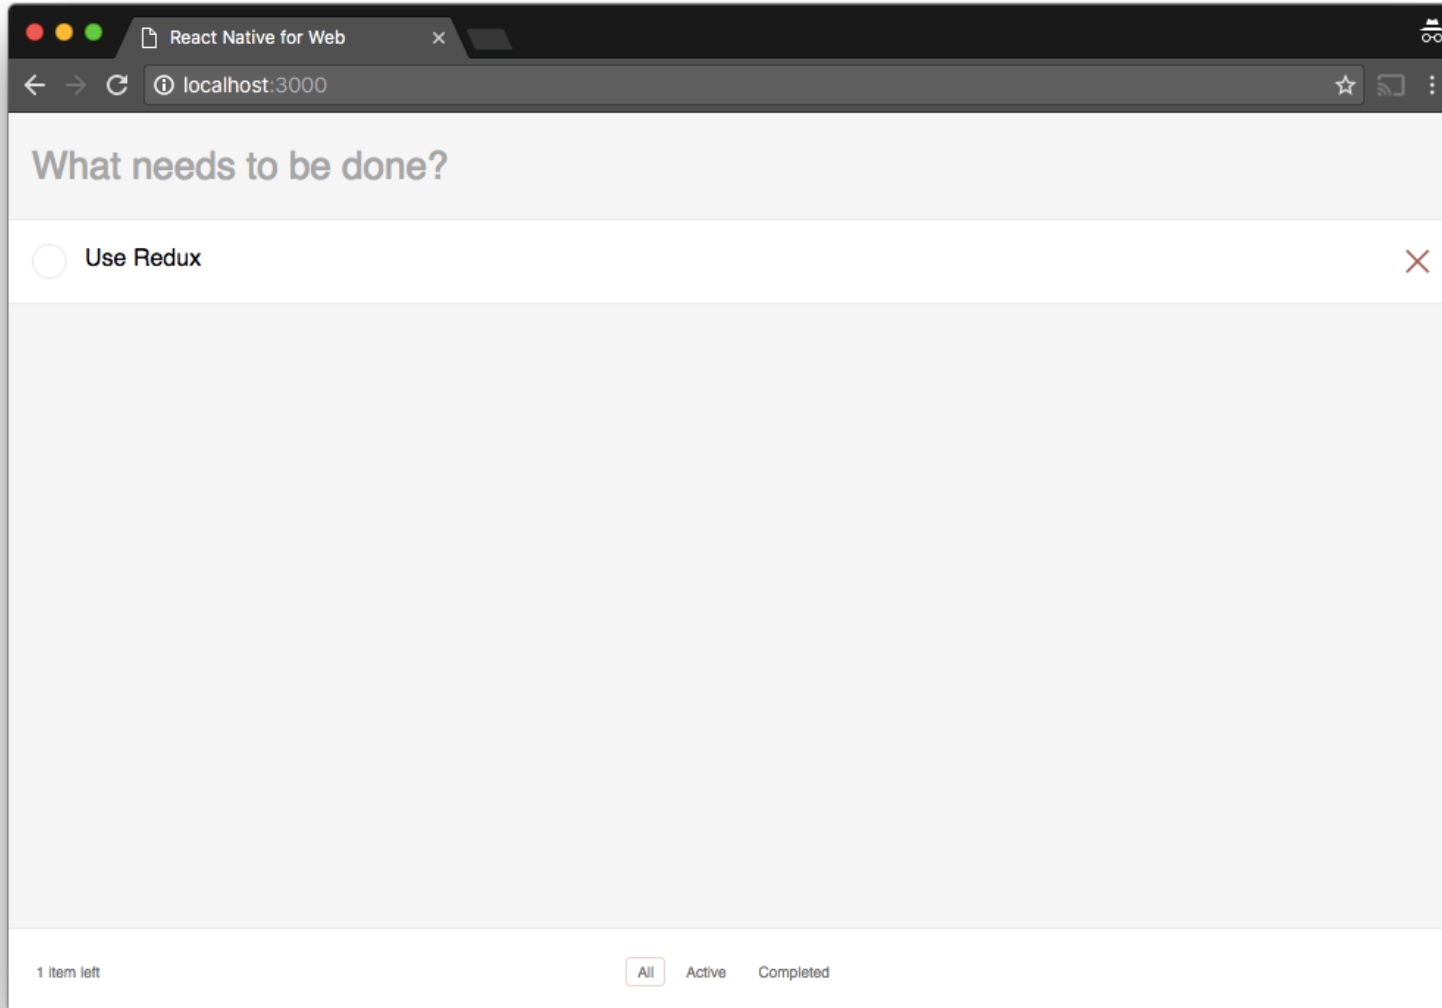 React Native for Web
localhost:3000
What needs to be done?
Use Redux
1 item left
All
Active
Completed